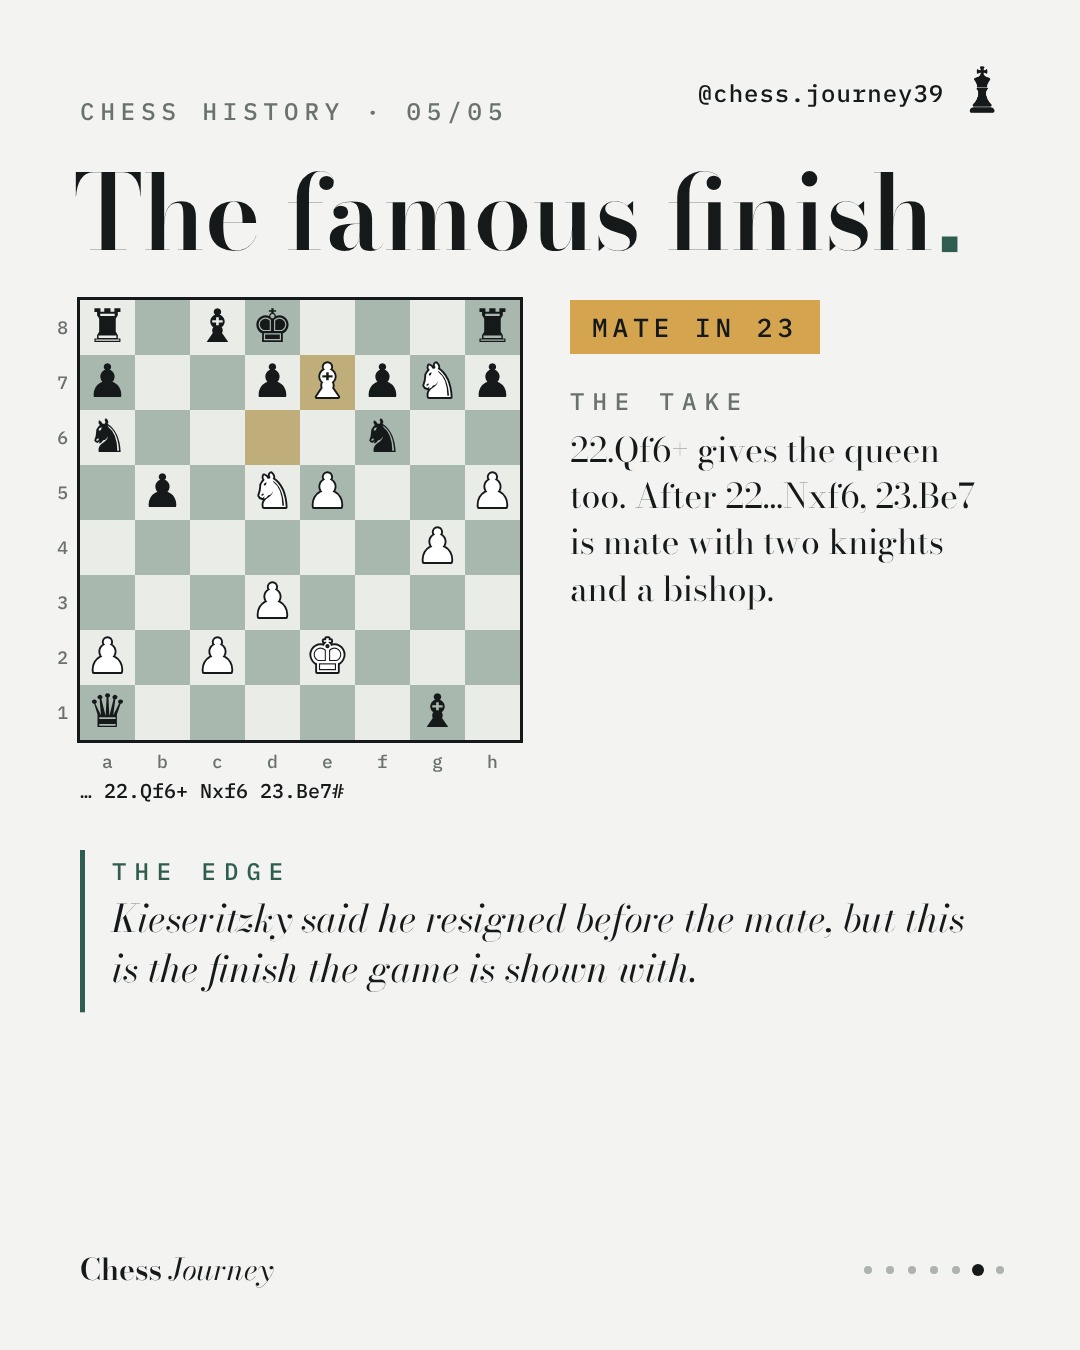 CHESS HISTORY · 05/05
@chess.journey39
The famous finish.
8
7
6
5
4
3
2
1
a b c d e f g h
… 22.Qf6+ Nxf6 23.Be7#
MATE IN 23
THE TAKE
22.Qf6+ gives the queen
too. After 22...Nxf6, 23.Be7
is mate with two knights
and a bishop.
THE EDGE
Kieseritzky said he resigned before the mate, but this
is the finish the game is shown with.
Chess Journey